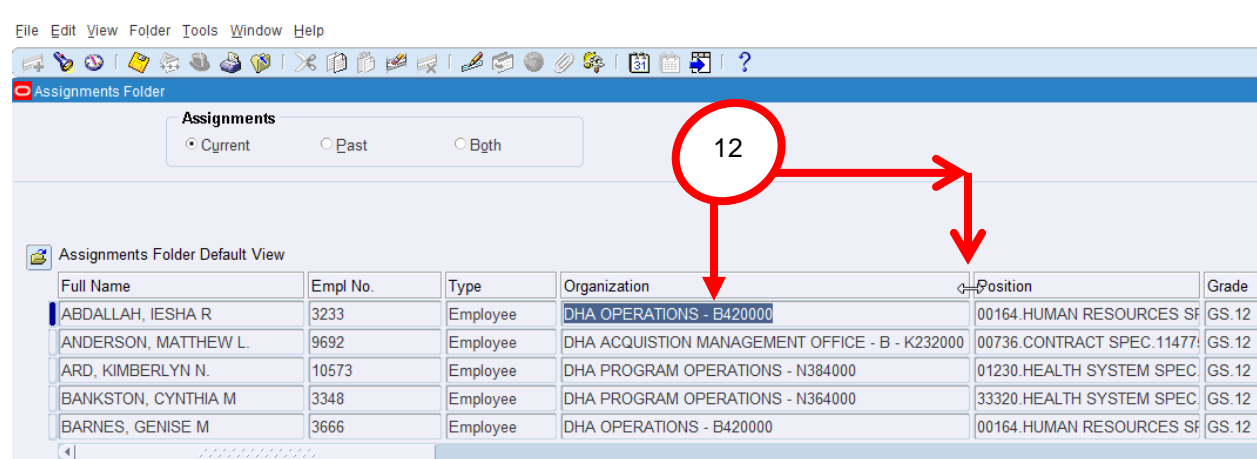 File Edit View Folder Tools Window Help
31 ?
Assignments Folder
Assignments
Current Past Both
12
Assignments Folder Default View
Full Name Empl No. Type Organization Position Grade
ABDALLAH, IESHA R 3233 Employee DHA OPERATIONS - B420000 00164.HUMAN RESOURCES SP GS.12
ANDERSON, MATTHEW L. 9692 Employee DHA ACQUISTION MANAGEMENT OFFICE - B - K232000 00736.CONTRACT SPEC.11477 GS.12
ARD, KIMBERLYN N. 10573 Employee DHA PROGRAM OPERATIONS - N384000 01230.HEALTH SYSTEM SPEC. GS.12
BANKSTON, CYNTHIA M 3348 Employee DHA PROGRAM OPERATIONS - N364000 33320.HEALTH SYSTEM SPEC. GS.12
BARNES, GENISE M 3666 Employee DHA OPERATIONS - B420000 00164.HUMAN RESOURCES SP GS.12